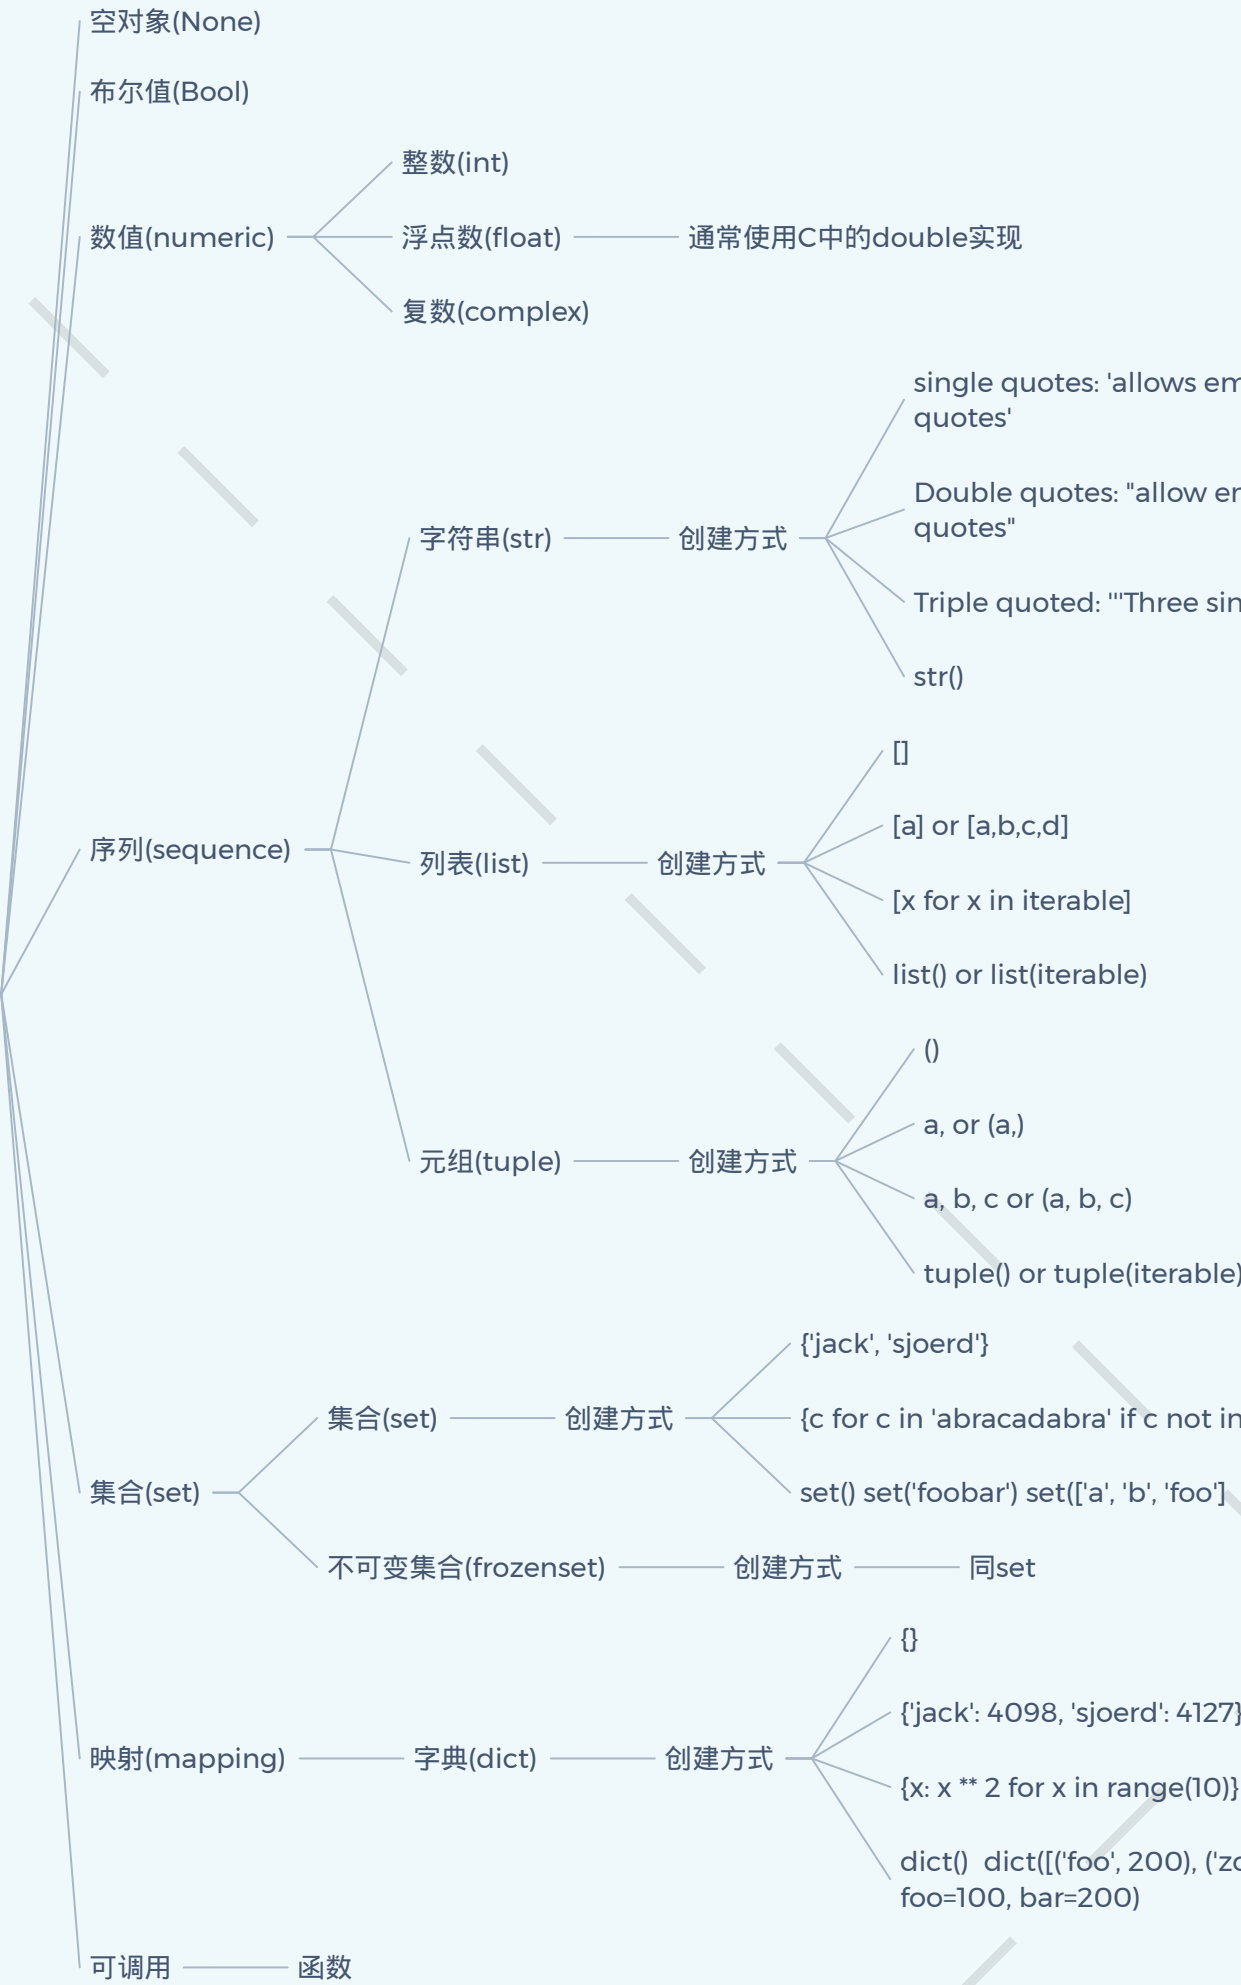 空对象(None)
布尔值(Bool)
数值(numeric)
整数(int)
浮点数(float)
通常使用C中的double实现
复数(complex)
序列(sequence)
字符串(str)
创建方式
single quotes: 'allows
quotes'
Double quotes: "allow
quotes"
Triple quoted: '''Three
str()
列表(list)
创建方式
[]
[a] or [a,b,c,d]
[x for x in iterable]
list() or list(iterable)
元组(tuple)
创建方式
()
a, or (a,)
a, b, c or (a, b, c)
tuple() or tuple(iterable)
集合(set)
集合(set)
创建方式
{'jack', 'sjoerd'}
{c for c in 'abracadabra' if c not in
set() set('foobar') set(['a', 'b', 'foo']
不可变集合(frozenset)
创建方式
同set
映射(mapping)
字典(dict)
创建方式
{}
{'jack': 4098, 'sjoerd': 4127}
{x: x ** 2 for x in range(10)}
dict() dict([('foo', 200),
foo=100, bar=200)
可调用
函数